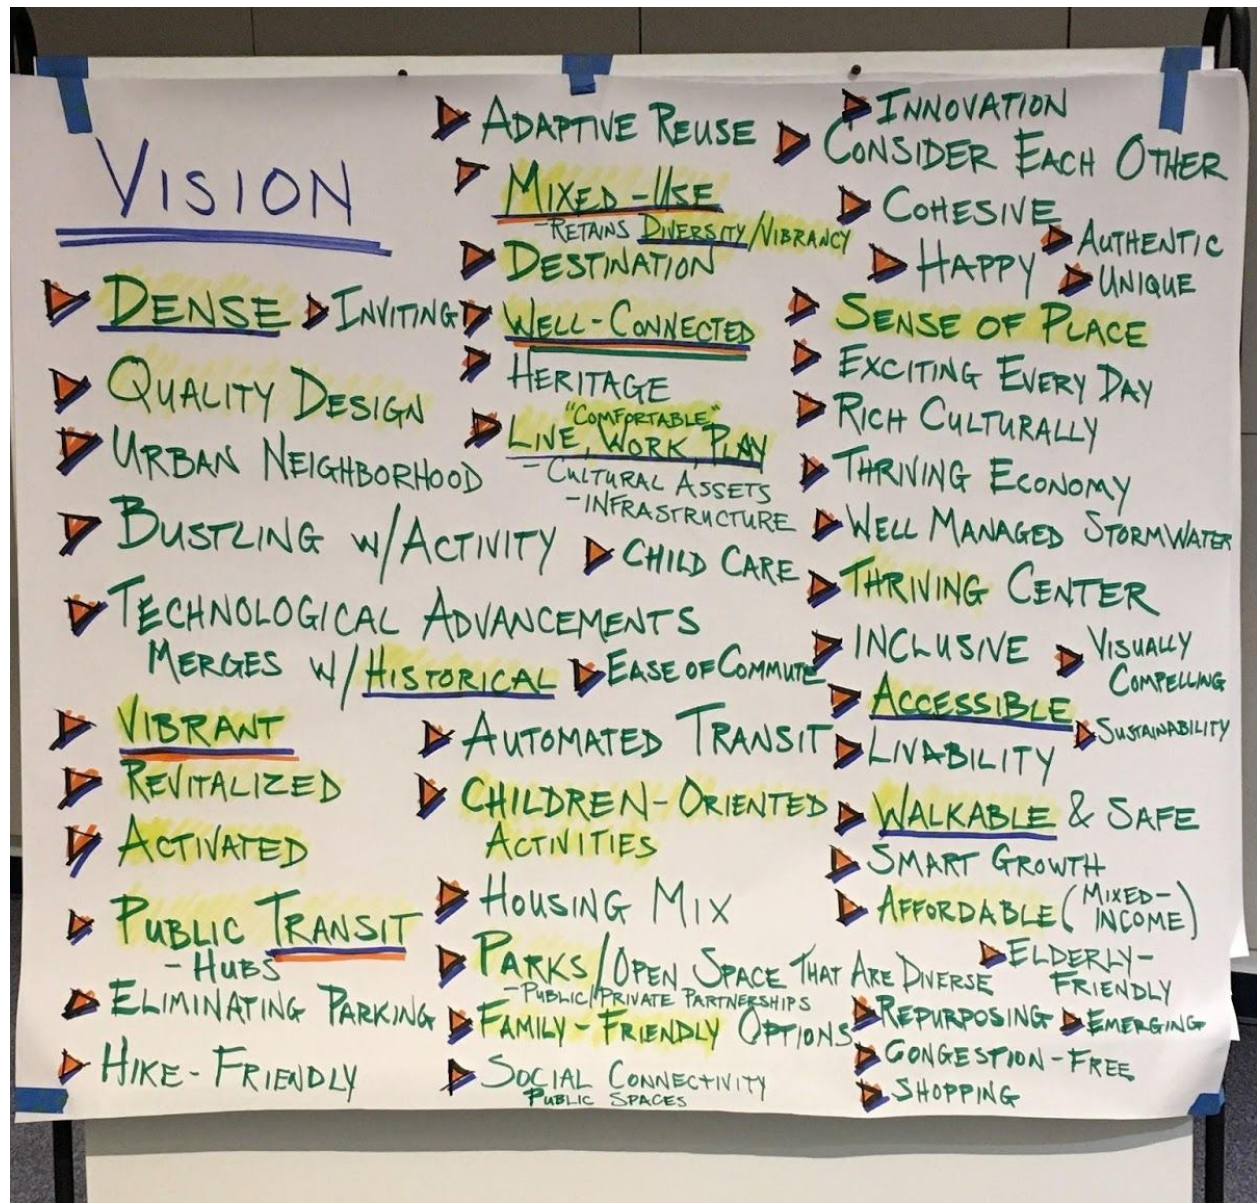 VISION
DENSE
INVITING
QUALITY DESIGN
URBAN NEIGHBORHOOD
BUSTLING W/ACTIVITY
CHILD CARE
TECHNOLOGICAL ADVANCEMENTS
MERGES W/HISTORICAL
EASE OF COMMUTE
VIBRANT
REVITALIZED
ACTIVATED
PUBLIC TRANSIT
- HUBS
ELIMINATING PARKING
HIKE-FRIENDLY
ADAPTIVE REUSE
MIXED-USE
- RETAINS DIVERSITY/VIBRANCY
DESTINATION
WELL-CONNECTED
HERITAGE
"COMFORTABLE"
LIVE, WORK, PLAY
- CULTURAL ASSETS
- INFRASTRUCTURE
AUTOMATED TRANSIT
CHILDREN-ORIENTED
ACTIVITIES
HOUSING MIX
PARKS/OPEN SPACE THAT ARE DIVERSE
- PUBLIC/PRIVATE PARTNERSHIPS
FAMILY-FRIENDLY OPTIONS
SOCIAL CONNECTIVITY
PUBLIC SPACES
INNOVATION
CONSIDER EACH OTHER
COHESIVE
AUTHENTIC
HAPPY
UNIQUE
SENSE OF PLACE
EXCITING EVERY DAY
RICH CULTURALLY
THRIVING ECONOMY
WELL MANAGED STORMWATER
THRIVING CENTER
INCLUSIVE
VISUALLY
COMPELLING
ACCESSIBLE
SUSTAINABILITY
LIVABILITY
WALKABLE & SAFE
SMART GROWTH
AFFORDABLE (MIXED-
INCOME)
ELDERLY-
FRIENDLY
REPURPOSING
EMERGING
CONGESTION-FREE
SHOPPING